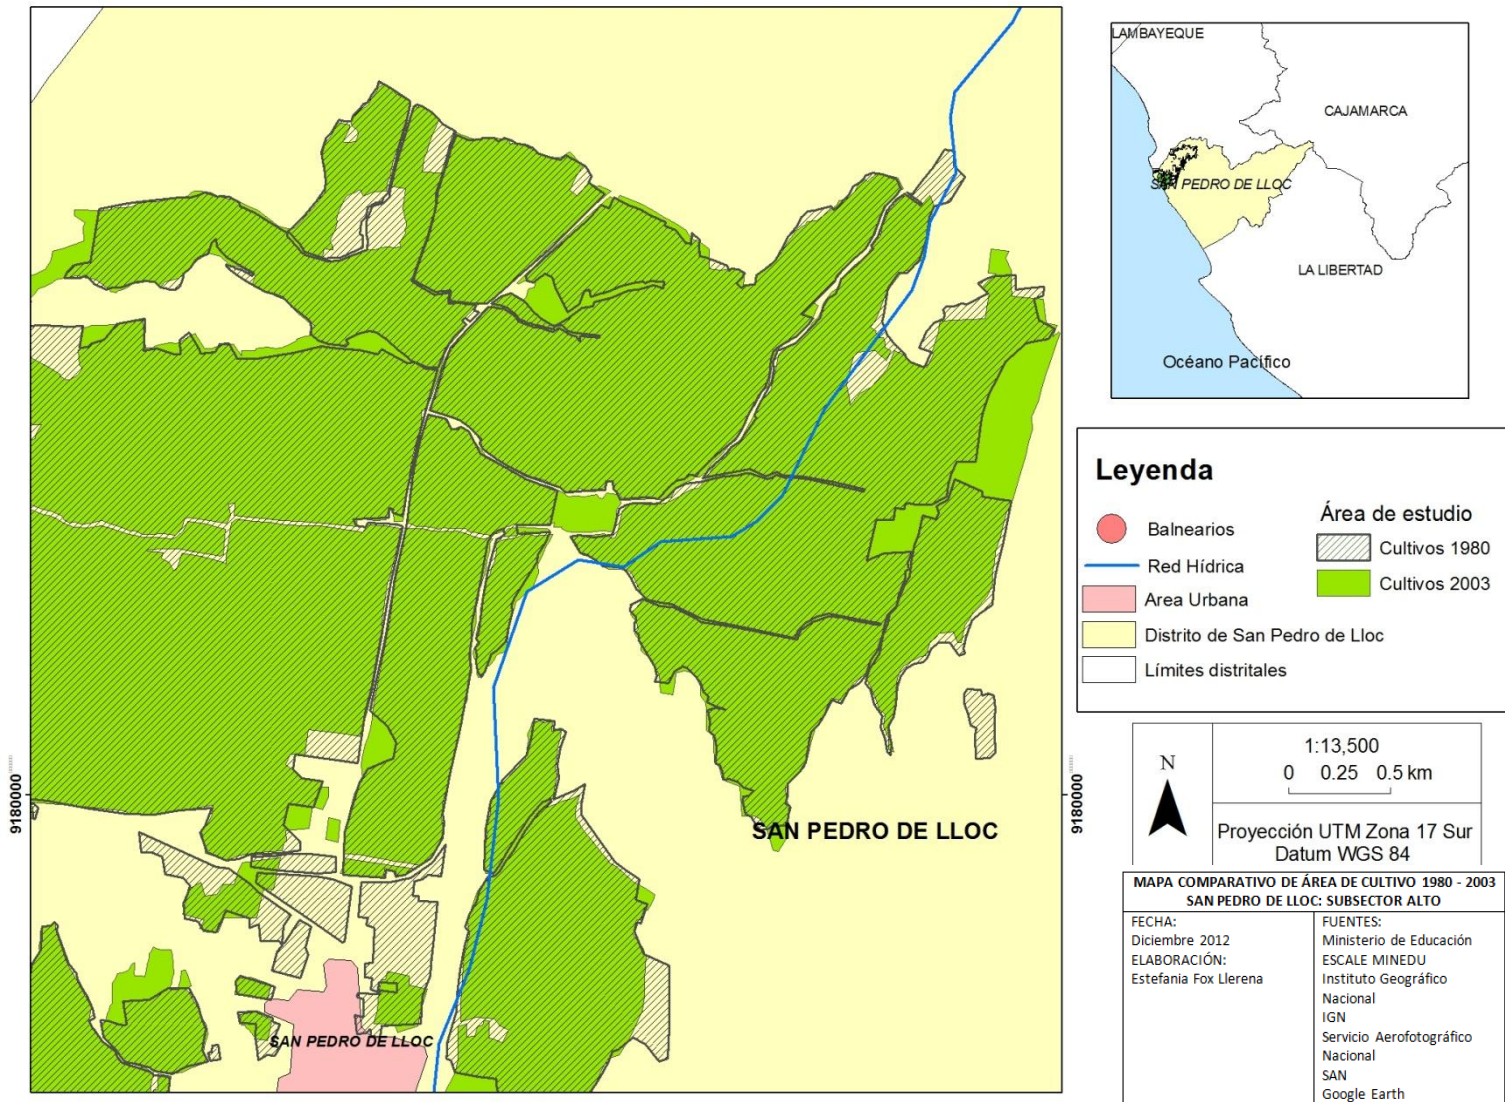 LAMBAYEQUE
CAJAMARCA
SAN PEDRO DE LLOC
LA LIBERTAD
Océano Pacífico
Leyenda
Balnearios
Red Hídrica
Area Urbana
Distrito de San Pedro de Lloc
Límites distritales
Área de estudio
Cultivos 1980
Cultivos 2003
9180000
9180000
SAN PEDRO DE LLOC
SAN PEDRO DE LLOC
N
1:13,500
0 0.25 0.5 km
Proyección UTM Zona 17 Sur
Datum WGS 84
MAPA COMPARATIVO DE ÁREA DE CULTIVO 1980 - 2003
SAN PEDRO DE LLOC: SUBSECTOR ALTO
FECHA:
Diciembre 2012
ELABORACIÓN:
Estefania Fox Llerena
FUENTES:
Ministerio de Educación
ESCALE MINEDU
Instituto Geográfico
Nacional
IGN
Servicio Aerofotográfico
Nacional
SAN
Google Earth